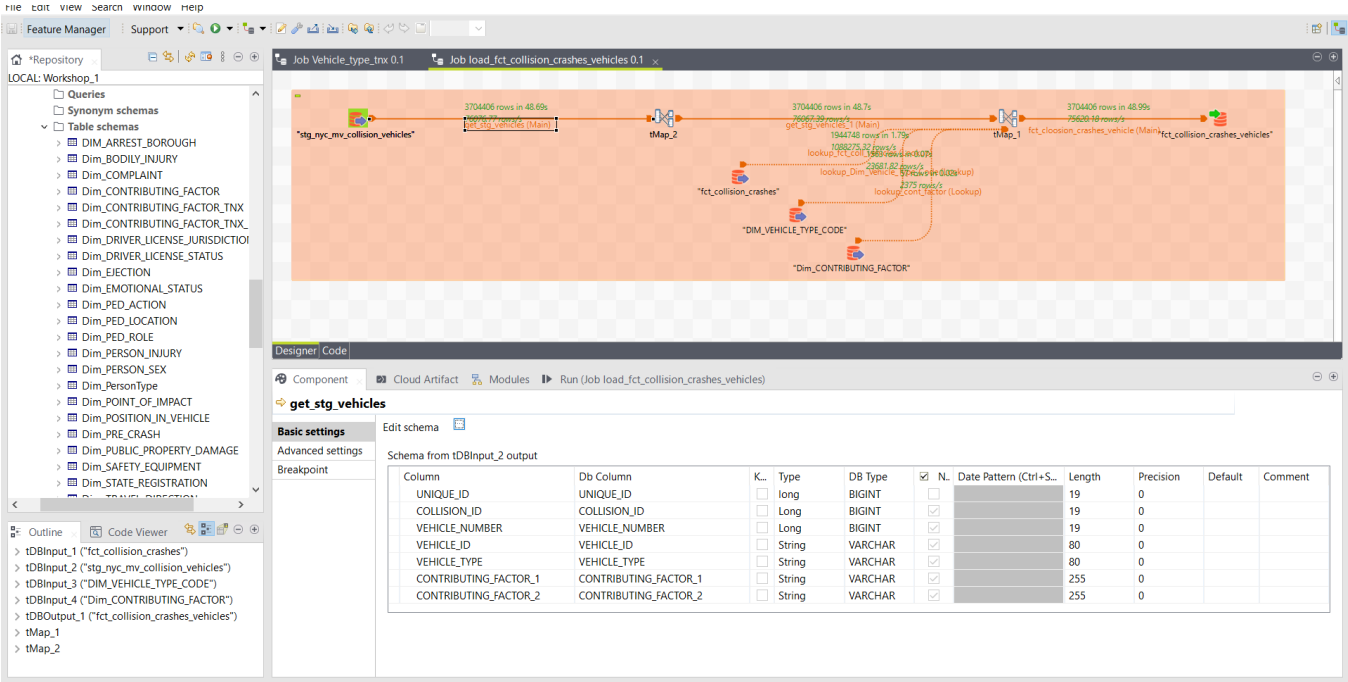 File Edit View Search Window Help
Feature Manager Support
*Repository
LOCAL: Workshop_1
Queries
Synonym schemas
Table schemas
DIM_ARREST_BOROUGH
Dim_BODILY_INJURY
Dim_COMPLAINT
Dim_CONTRIBUTING_FACTOR
Dim_CONTRIBUTING_FACTOR_TNX
Dim_CONTRIBUTING_FACTOR_TNX_
Dim_DRIVER_LICENSE_JURISDICTION
Dim_DRIVER_LICENSE_STATUS
Dim_EJECTION
Dim_EMOTIONAL_STATUS
Dim_PED_ACTION
Dim_PED_LOCATION
Dim_PED_ROLE
Dim_PERSON_INJURY
Dim_PERSON_SEX
Dim_PersonType
Dim_POINT_OF_IMPACT
Dim_POSITION_IN_VEHICLE
Dim_PRE_CRASH
Dim_PUBLIC_PROPERTY_DAMAGE
Dim_SAFETY_EQUIPMENT
Dim_STATE_REGISTRATION
Outline Code Viewer
tDBInput_1 ("fct_collision_crashes")
tDBInput_2 ("stg_nyc_mv_collision_vehicles")
tDBInput_3 ("DIM_VEHICLE_TYPE_CODE")
tDBInput_4 ("Dim_CONTRIBUTING_FACTOR")
tDBOutput_1 ("fct_collision_crashes_vehicles")
tMap_1
tMap_2
Job Vehicle_type_tnx 0.1 Job load_fct_collision_crashes_vehicles 0.1
3704406 rows in 48.69s 3704406 rows in 48.7s 3704406 rows in 48.99s
76076.77 rows/s 76067.39 rows/s 75620.18 rows/s
get_stg_vehicles (Main) get_stg_vehicles_1 (Main) fct_cloosion_crashes_vehicle (Main)
"stg_nyc_mv_collision_vehicles" tMap_2 tMap_1 "fct_collision_crashes_vehicles"
1944748 rows in 1.79s
1088275.32 rows/s
23681.82 rows/s
2375 rows/s
lookup_cont_factor (Lookup)
"fct_collision_crashes"
"DIM_VEHICLE_TYPE_CODE"
"Dim_CONTRIBUTING_FACTOR"
Designer Code
Component Cloud Artifact Modules Run (Job load_fct_collision_crashes_vehicles)
get_stg_vehicles
Basic settings
Advanced settings
Breakpoint
Edit schema
Schema from tDBInput_2 output
Column Db Column K... Type DB Type N.. Date Pattern (Ctrl+S... Length Precision Default Comment
UNIQUE_ID UNIQUE_ID long BIGINT 19 0
COLLISION_ID COLLISION_ID Long BIGINT 19 0
VEHICLE_NUMBER VEHICLE_NUMBER Long BIGINT 19 0
VEHICLE_ID VEHICLE_ID String VARCHAR 80 0
VEHICLE_TYPE VEHICLE_TYPE String VARCHAR 80 0
CONTRIBUTING_FACTOR_1 CONTRIBUTING_FACTOR_1 String VARCHAR 255 0
CONTRIBUTING_FACTOR_2 CONTRIBUTING_FACTOR_2 String VARCHAR 255 0